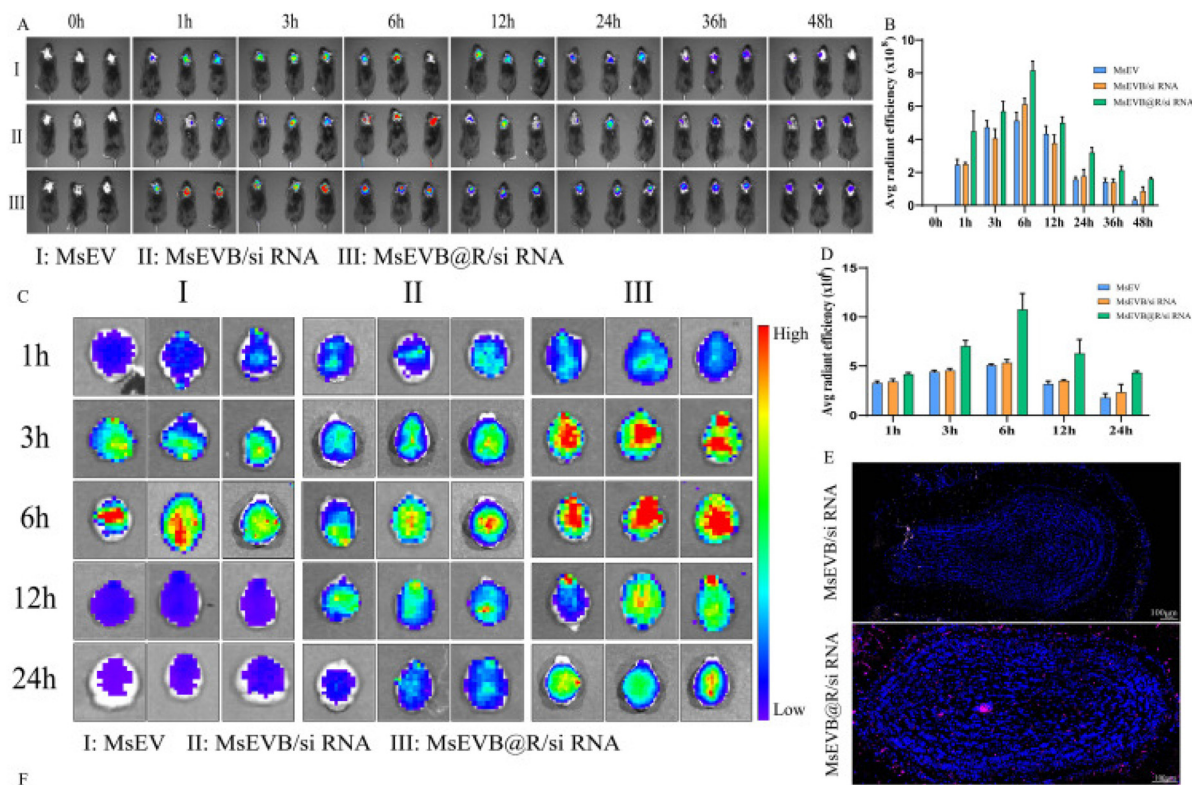 A
0h 1h 3h 6h 12h 24h 36h 48h
I
II
III
I: MsEV II: MsEVB/si RNA III: MsEVB@R/si RNA
B
Avg radiant efficiency (x10⁸)
10
8
6
4
2
0
MsEV
MsEVB/si RNA
MsEVB@R/si RNA
0h 1h 3h 6h 12h 24h 36h 48h
C
I II III
1h
3h
6h
12h
24h
High
Low
I: MsEV II: MsEVB/si RNA III: MsEVB@R/si RNA
D
Avg radiant efficiency (x10⁶)
15
10
5
0
MsEV
MsEVB/si RNA
MsEVB@R/si RNA
1h 3h 6h 12h 24h
E
MsEVB/si RNA
100μm
MsEVB@R/si RNA
100μm
F